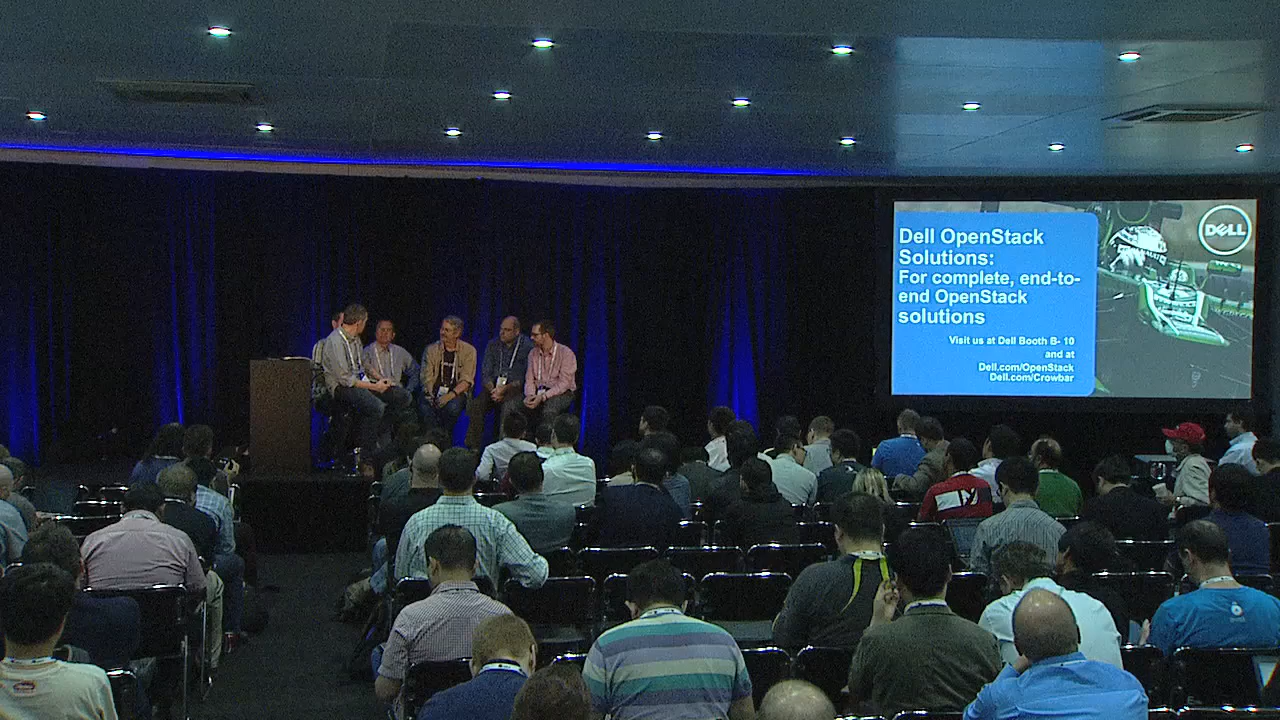 Dell OpenStack
Solutions:
For complete, end-to-
end OpenStack
solutions
Visit us at Dell Booth B- 10
and at
Dell.com/OpenStack
Dell.com/Crowbar
DELL